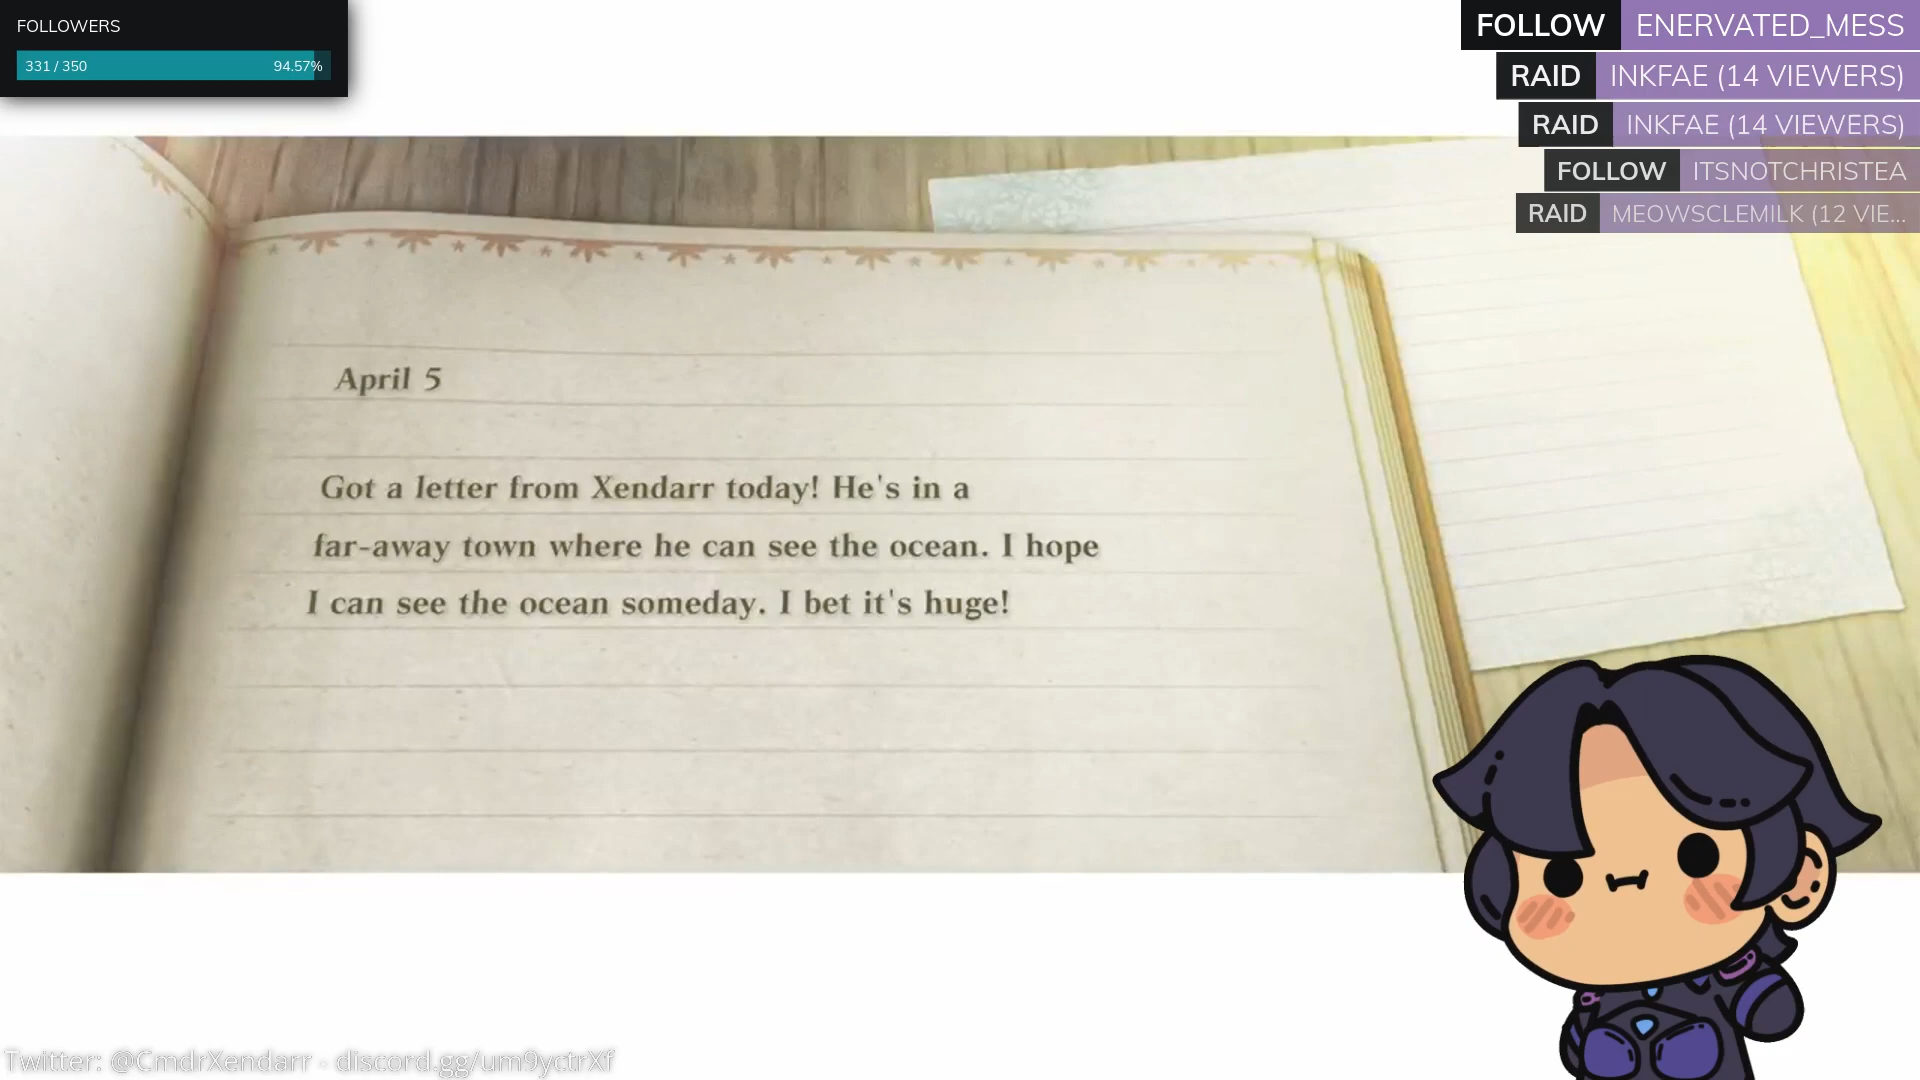 FOLLOWERS
331 / 350
94.57%
FOLLOW ENERVATED_MESS
RAID INKFAE (14 VIEWERS)
RAID INKFAE (14 VIEWERS)
FOLLOW ITSNOTCHRISTEA
RAID MEOWSCLEMILK (12 VIE...
April 5
Got a letter from Xendarr today! He's in a
far-away town where he can see the ocean. I hope
I can see the ocean someday. I bet it's huge!
Twitter: @CmdrXendarr - discord.gg/um9yctrXf